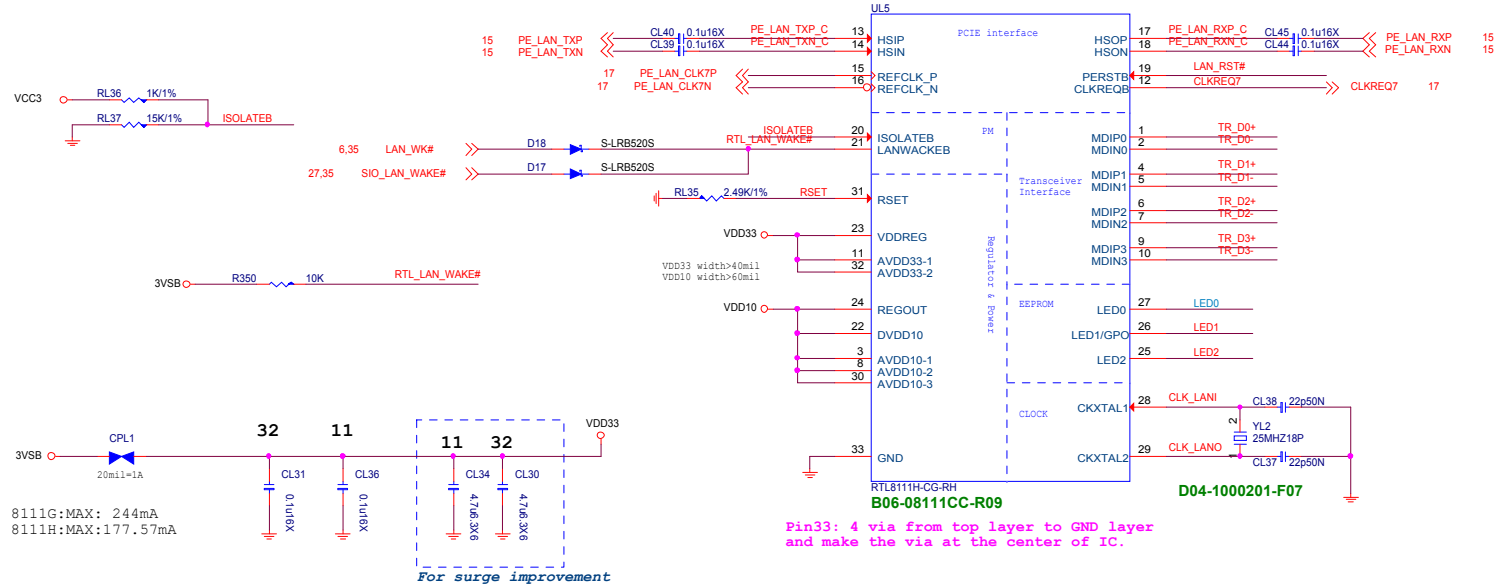 UL5
15 PE_LAN_TXP CL40 0.1u16X PE_LAN_TXP_C 13 HSIP
15 PE_LAN_TXN CL39 0.1u16X PE_LAN_TXN_C 14 HSIN
PCIE interface
HSOP 17 PE_LAN_RXP_C CL45 0.1u16X PE_LAN_RXP 15
HSON 18 PE_LAN_RXN_C CL44 0.1u16X PE_LAN_RXN 15
17 PE_LAN_CLK7P 15 REFCLK_P
17 PE_LAN_CLK7N 16 REFCLK_N
PERSTB 19 LAN_RST#
CLKREQB 12 CLKREQ7 CLKREQ7 17
VCC3 RL36 1K/1%
RL37 15K/1% ISOLATEB
ISOLATEB 20 ISOLATEB
6,35 LAN_WK# D18 S-LRB520S RTL_LAN_WAKE# 21 LANWACKEB
27,35 SIO_LAN_WAKE# D17 S-LRB520S
PM
MDIP0 1 TR_D0+
MDIN0 2 TR_D0-
Transceiver
Interface
MDIP1 4 TR_D1+
MDIN1 5 TR_D1-
MDIP2 6 TR_D2+
MDIN2 7 TR_D2-
MDIP3 9 TR_D3+
MDIN3 10 TR_D3-
RL35 2.49K/1% RSET 31 RSET
VDD33 23 VDDREG
11 AVDD33-1
32 AVDD33-2
VDD33 width>40mil
VDD10 width>60mil
Regulator & Power
3VSB R350 10K RTL_LAN_WAKE#
VDD10 24 REGOUT
22 DVDD10
3 AVDD10-1
8 AVDD10-2
30 AVDD10-3
EEPROM
LED0 27 LED0
LED1/GPO 26 LED1
LED2 25 LED2
CLOCK
CKXTAL1 28 CLK_LANI CL38 22p50N
2 YL2
25MHZ18P
1
CKXTAL2 29 CLK_LANO CL37 22p50N
33 GND
RTL8111H-CG-RH
B06-08111CC-R09
D04-1000201-F07
Pin33: 4 via from top layer to GND layer
and make the via at the center of IC.
3VSB CPL1 VDD33
20mil=1A
32 11 11 32
CL31 CL36 CL34 CL30
0.1u16X 0.1u16X 4.7u6.3X6 4.7u6.3X6
8111G:MAX: 244mA
8111H:MAX:177.57mA
For surge improvement